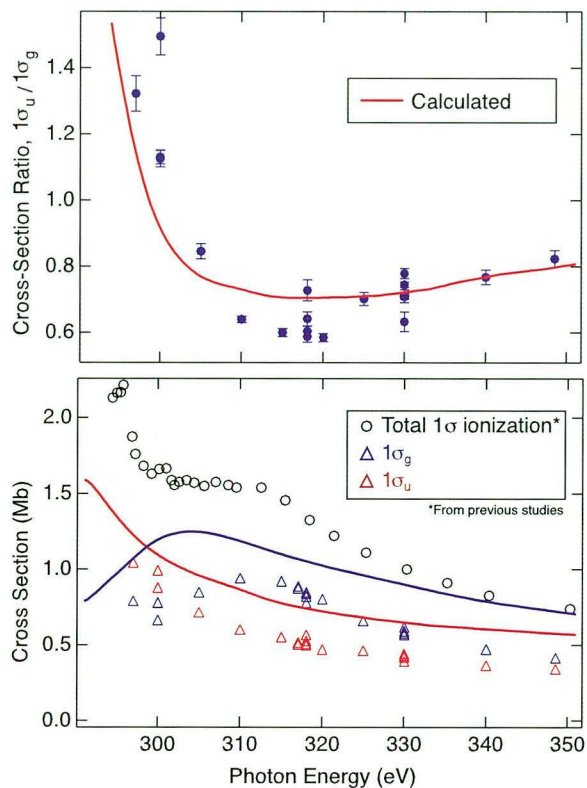 1.4
1.2
1.0
0.8
0.6
Cross-Section Ratio, 1σu / 1σg
Calculated
2.0
1.5
1.0
0.5
0.0
Cross Section (Mb)
Total 1σ ionization*
1σg
1σu
*From previous studies
300 310 320 330 340 350
Photon Energy (eV)